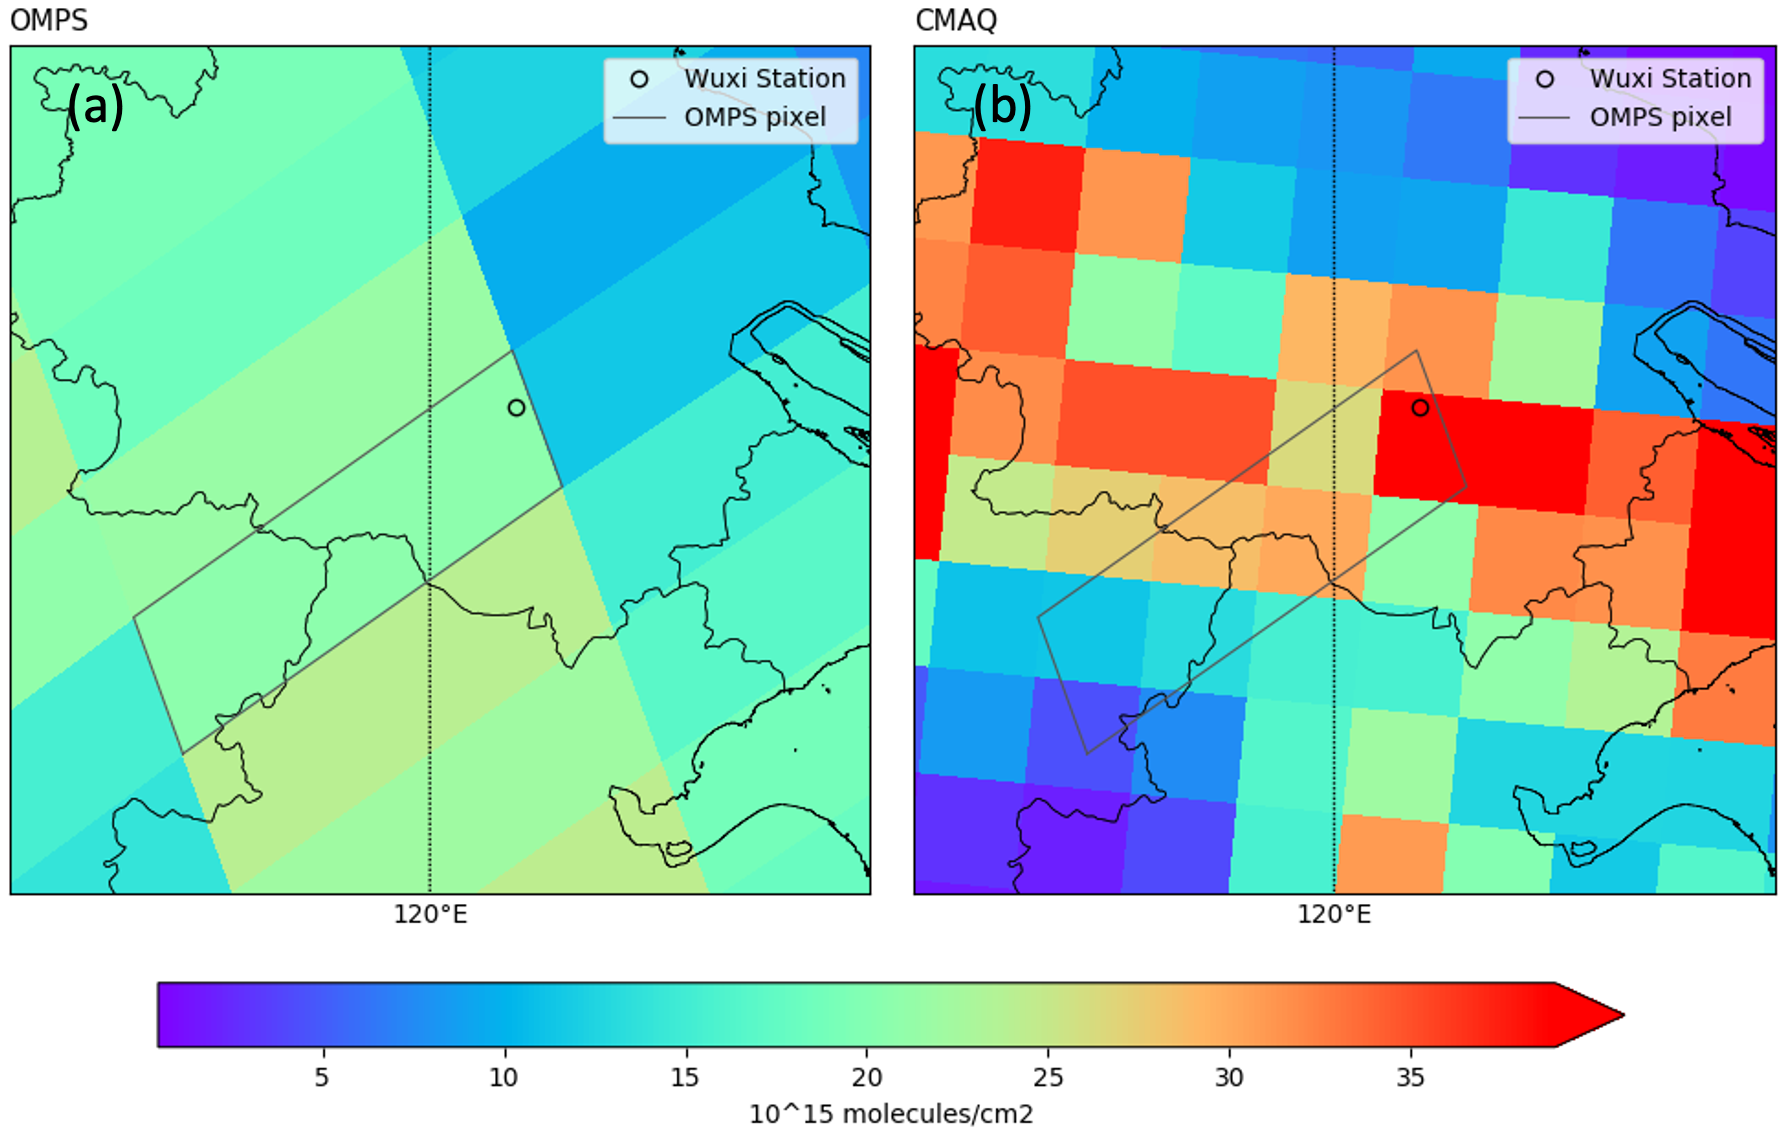 OMPS
(a)
Wuxi Station
OMPS pixel
120°E
CMAQ
(b)
Wuxi Station
OMPS pixel
120°E
5 10 15 20 25 30 35
10^15 molecules/cm2